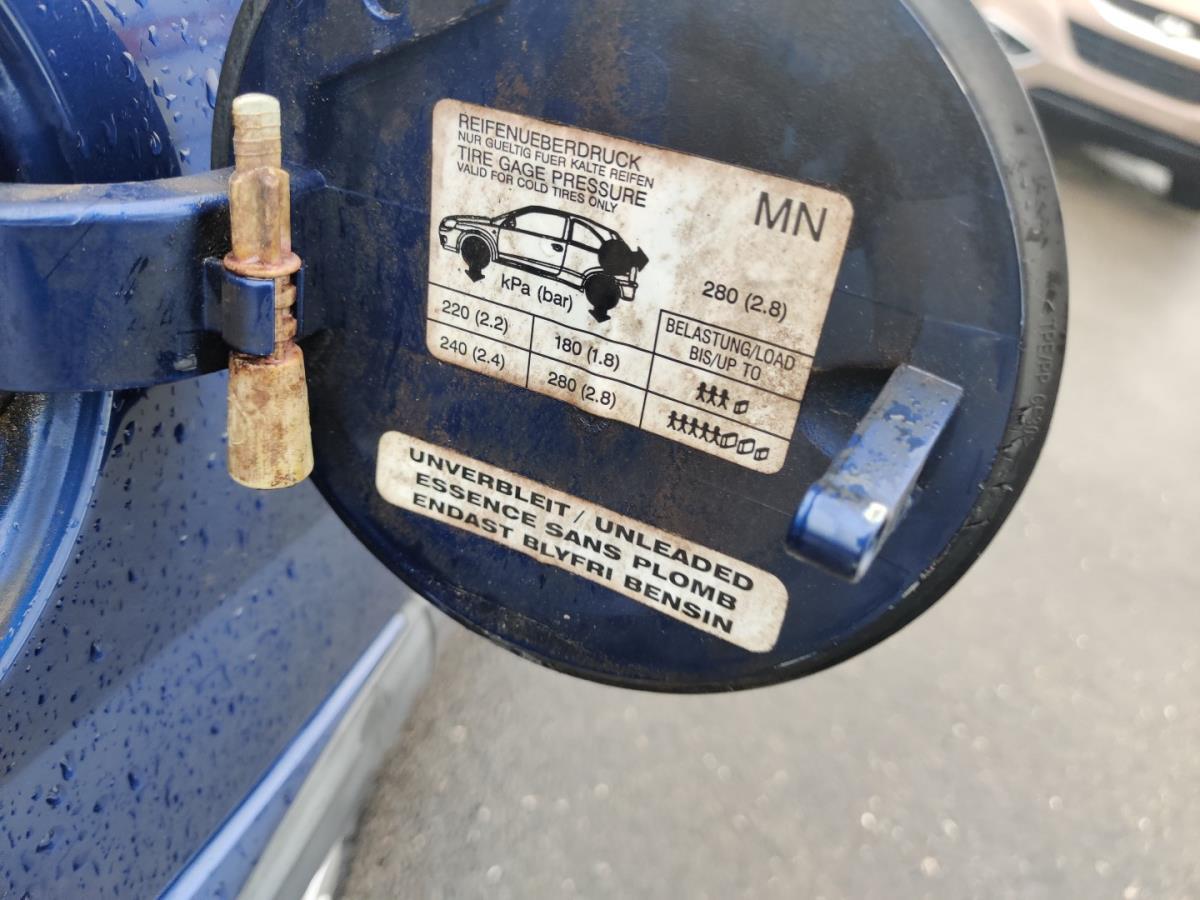 REIFENUEBERDRUCK
NUR GUELTIG FUER KALTE REIFEN
TIRE GAGE PRESSURE
VALID FOR COLD TIRES ONLY
MN
kPa (bar)
280 (2.8)
220 (2.2) 180 (1.8) BELASTUNG/LOAD
BIS/UP TO
240 (2.4) 280 (2.8)
UNVERBLEIT / UNLEADED
ESSENCE SANS PLOMB
ENDAST BLYFRI BENSIN